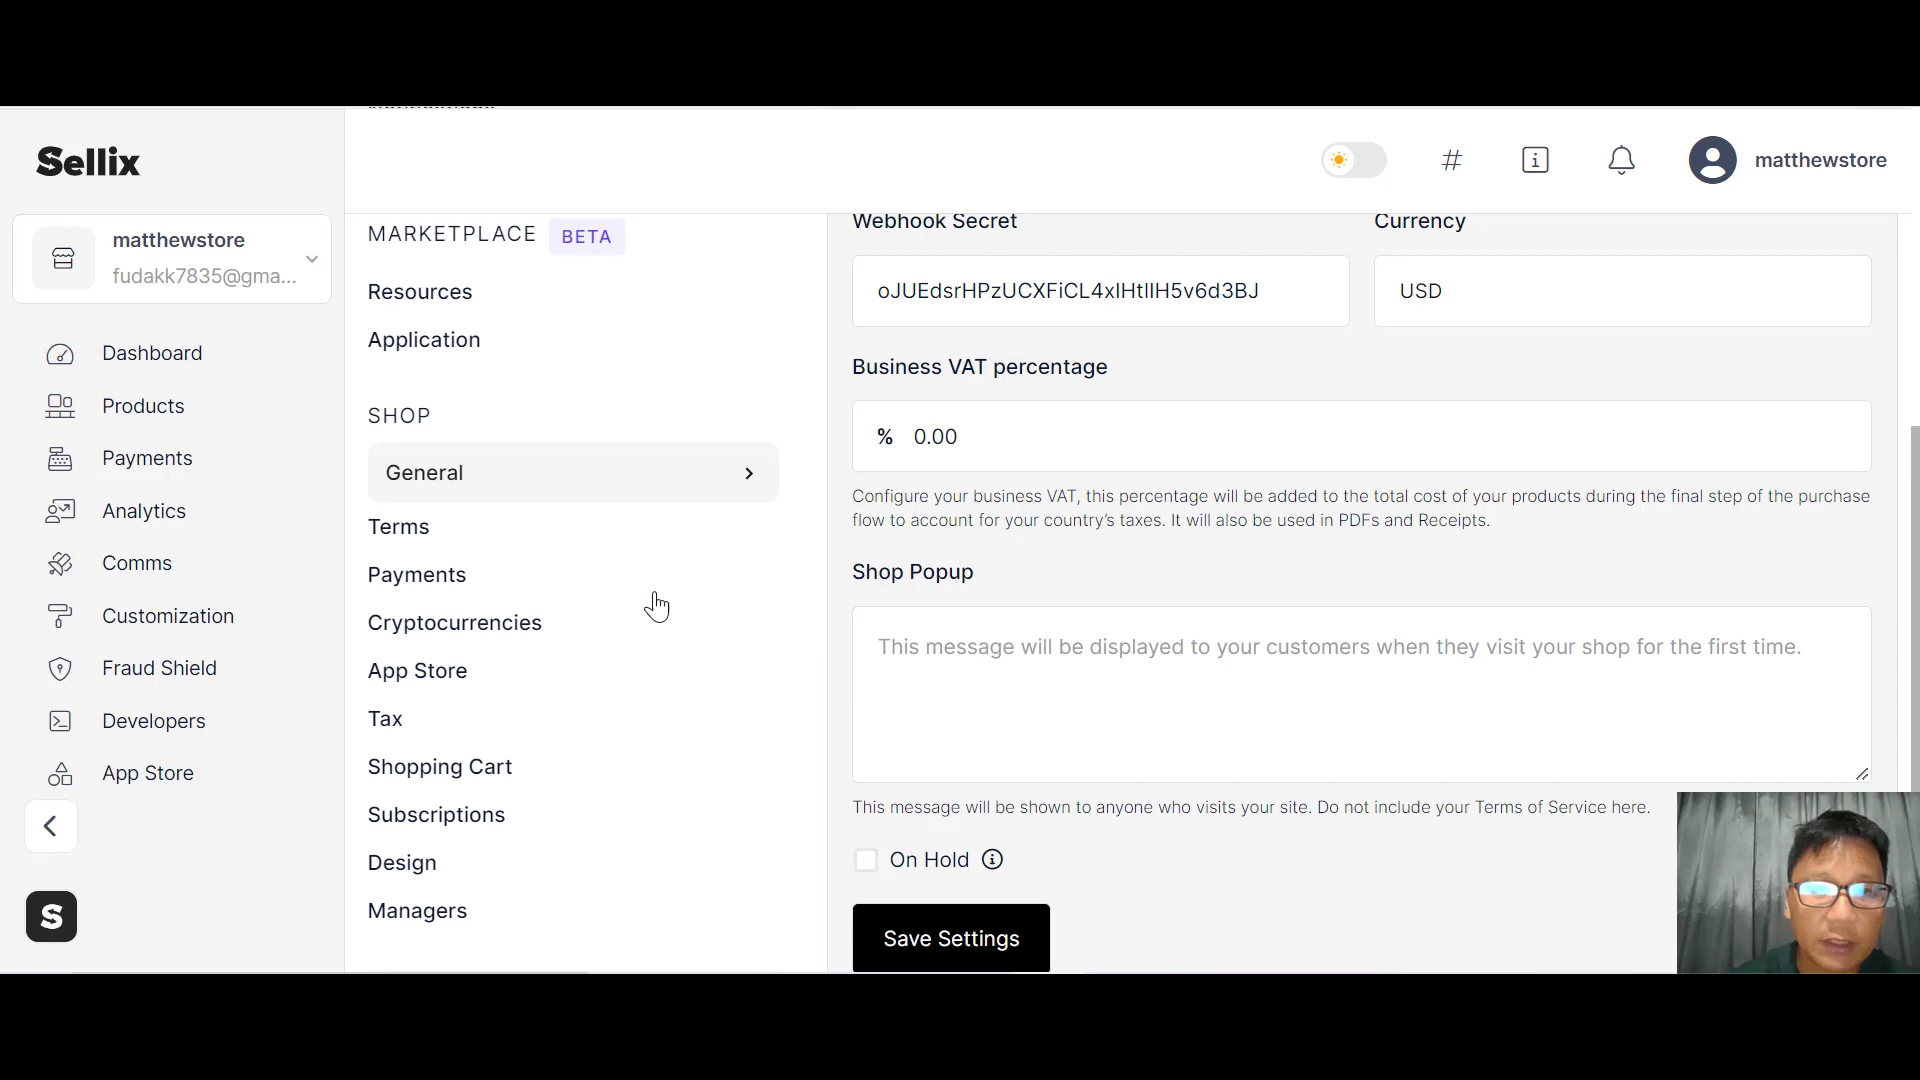 Sellix
matthewstore
matthewstore
fudakk7835@gma...
Dashboard
Products
Payments
Analytics
Comms
Customization
Fraud Shield
Developers
App Store
S
MARKETPLACE BETA
Resources
Application
SHOP
General
Terms
Payments
Cryptocurrencies
App Store
Tax
Shopping Cart
Subscriptions
Design
Managers
Webhook Secret
Currency
USD
Business VAT percentage
% 0.00
Configure your business VAT, this percentage will be added to the total cost of your products during the final step of the purchase
flow to account for your country's taxes. It will also be used in PDFs and Receipts.
Shop Popup
This message will be displayed to your customers when they visit your shop for the first time.
This message will be shown to anyone who visits your site. Do not include your Terms of Service here.
On Hold
Save Settings